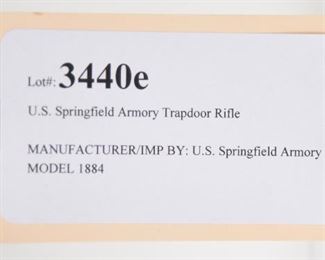 Lot#: 3440e
U.S. Springfield Armory Trapdoor Rifle
MANUFACTURER/IMP BY: U.S. Springfield Armory
MODEL 1884